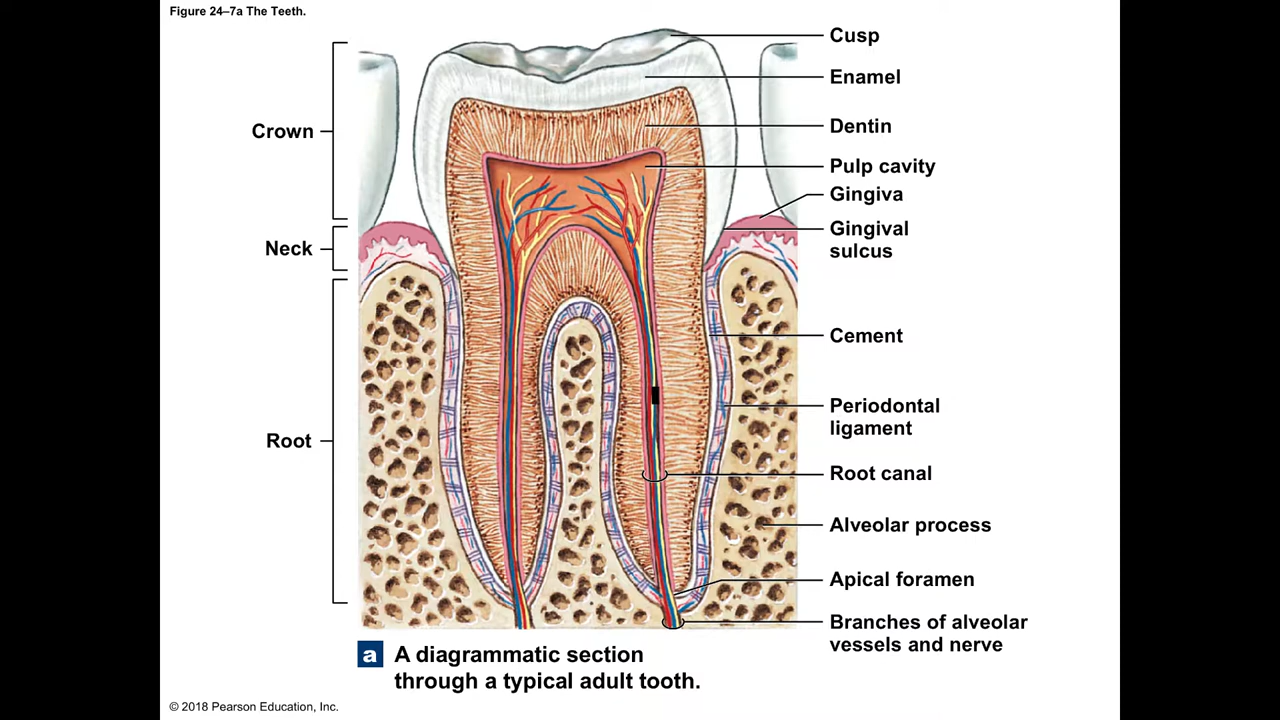 Figure 24–7a The Teeth.
Cusp
Enamel
Dentin
Pulp cavity
Gingiva
Gingival
sulcus
Cement
Periodontal
ligament
Root canal
Alveolar process
Apical foramen
Branches of alveolar
vessels and nerve
Crown
Neck
Root
a A diagrammatic section
through a typical adult tooth.
© 2018 Pearson Education, Inc.